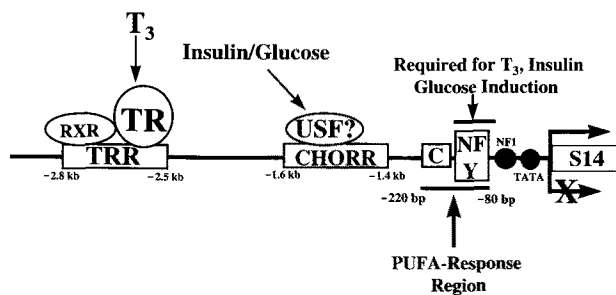 T3
Insulin/Glucose
Required for T3, Insulin
Glucose Induction
RXR
TR
USF?
TRR
CHORR
C
NF
Y
NF1
TATA
S14
X
−2.8 kb
−2.5 kb
−1.6 kb
−1.4 kb
−220 bp
−80 bp
PUFA-Response
Region